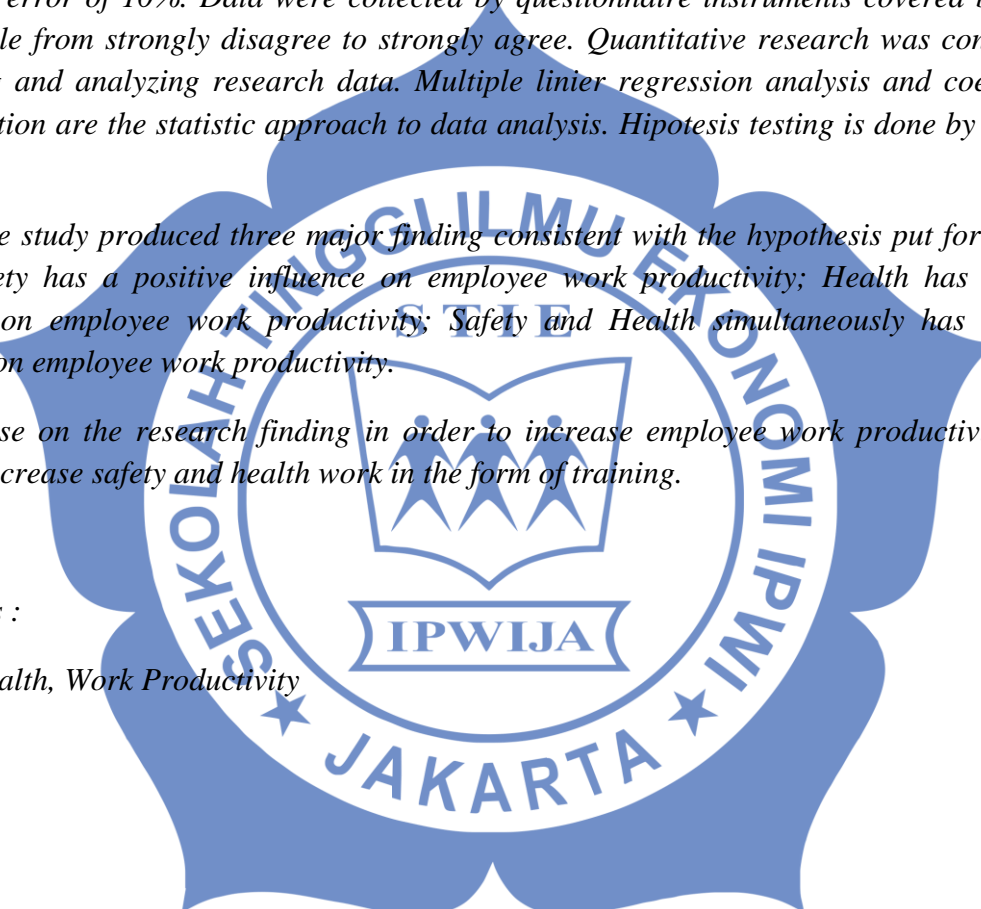 error of 10%. Data were collected by questionnaire instruments covered
le from strongly disagree to strongly agree. Quantitative research was con
and analyzing research data. Multiple linier regression analysis and coe
tion are the statistic approach to data analysis. Hipotesis testing is done by
e study produced three major finding consistent with the hypothesis put for
ety has a positive influence on employee work productivity; Health has
on employee work productivity; Safety and Health simultaneously has
on employee work productivity.
se on the research finding in order to increase employee work productiv
crease safety and health work in the form of training.
s :
alth, Work Productivity
SEKOLAH TINGGI ILMU EKONOMI IPWI
STIE
IPWIJA
JAKARTA